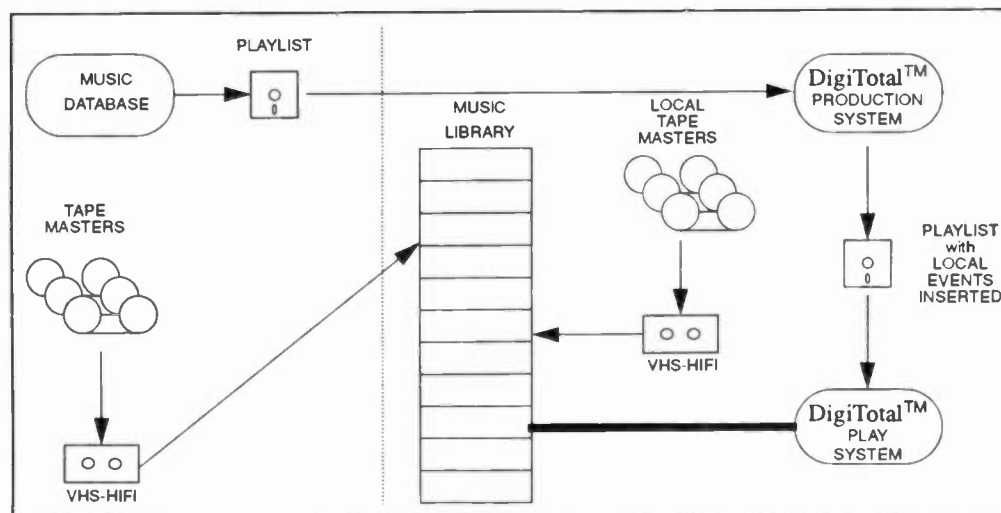 PLAYLIST
MUSIC
DATABASE
DigiTotal™
PRODUCTION
SYSTEM
MUSIC
LIBRARY
LOCAL
TAPE
MASTERS
TAPE
MASTERS
PLAYLIST
with
LOCAL
EVENTS
INSERTED
VHS-HIFI
DigiTotal™
PLAY
SYSTEM
VHS-HIFI